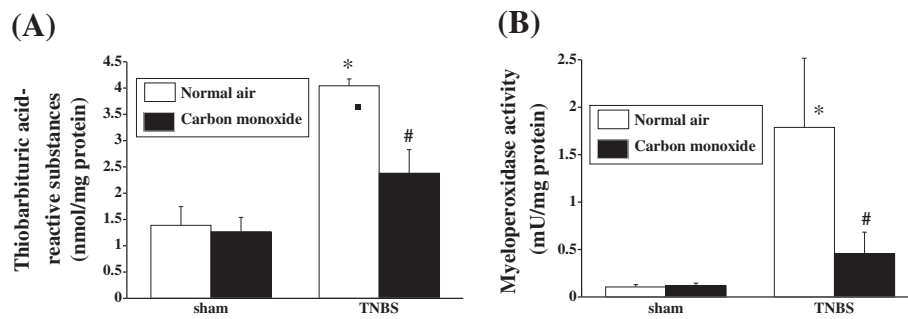 (A)
Thiobarbituric acid-
reactive substances
(nmol/mg protein)
4.5
4
3.5
3
2.5
2
1.5
1
0.5
0
Normal air
Carbon monoxide
*
#
sham
TNBS
(B)
Myeloperoxidase activity
(mU/mg protein)
2.5
2
1.5
1
0.5
0
Normal air
Carbon monoxide
*
#
sham
TNBS